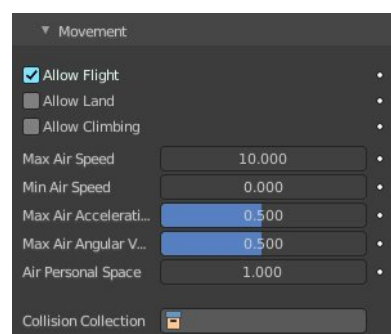 Movement
Allow Flight
Allow Land
Allow Climbing
Max Air Speed 10.000
Min Air Speed 0.000
Max Air Accelerati... 0.500
Max Air Angular V... 0.500
Air Personal Space 1.000
Collision Collection